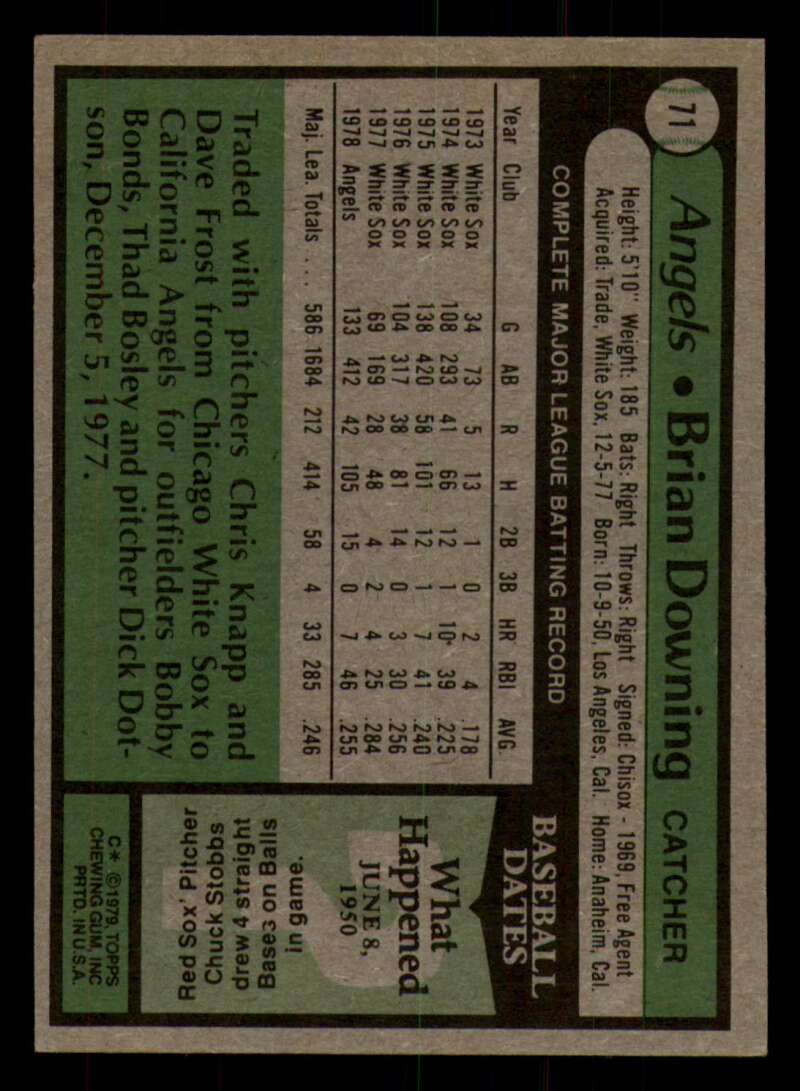 71
Angels • Brian Downing CATCHER
Height: 5'10" Weight: 185 Bats: Right Throws: Right Signed: Chisox - 1969, Free Agent
Acquired: Trade, White Sox, 12-5-77 Born: 10-9-50, Los Angeles, Cal. Home: Anaheim, Cal.
COMPLETE MAJOR LEAGUE BATTING RECORD
Year Club G AB R H 2B 3B HR RBI AVG
1973 White Sox 34 73 5 13 1 0 2 4 .178
1974 White Sox 108 293 41 66 12 1 10* 39 .225
1975 White Sox 138 420 58 101 12 1 7 41 .240
1976 White Sox 104 317 38 81 14 0 3 30 .256
1977 White Sox 69 169 28 48 4 2 4 25 .284
1978 Angels 133 412 42 105 15 0 7 46 .255
Maj. Lea. Totals . . . 586 1684 212 414 58 4 33 285 .246
Traded with pitchers Chris Knapp and
Dave Frost from Chicago White Sox to
California Angels for outfielders Bobby
Bonds, Thad Bosley and pitcher Dick Dot-
son, December 5, 1977.
BASEBALL
DATES
What
Happened
JUNE 8,
1950
Red Sox' Pitcher
Chuck Stobbs
drew 4 straight
Bases on Balls
in game.
C* ©1979, TOPPS
CHEWING GUM, INC
PRTD. IN U.S.A.